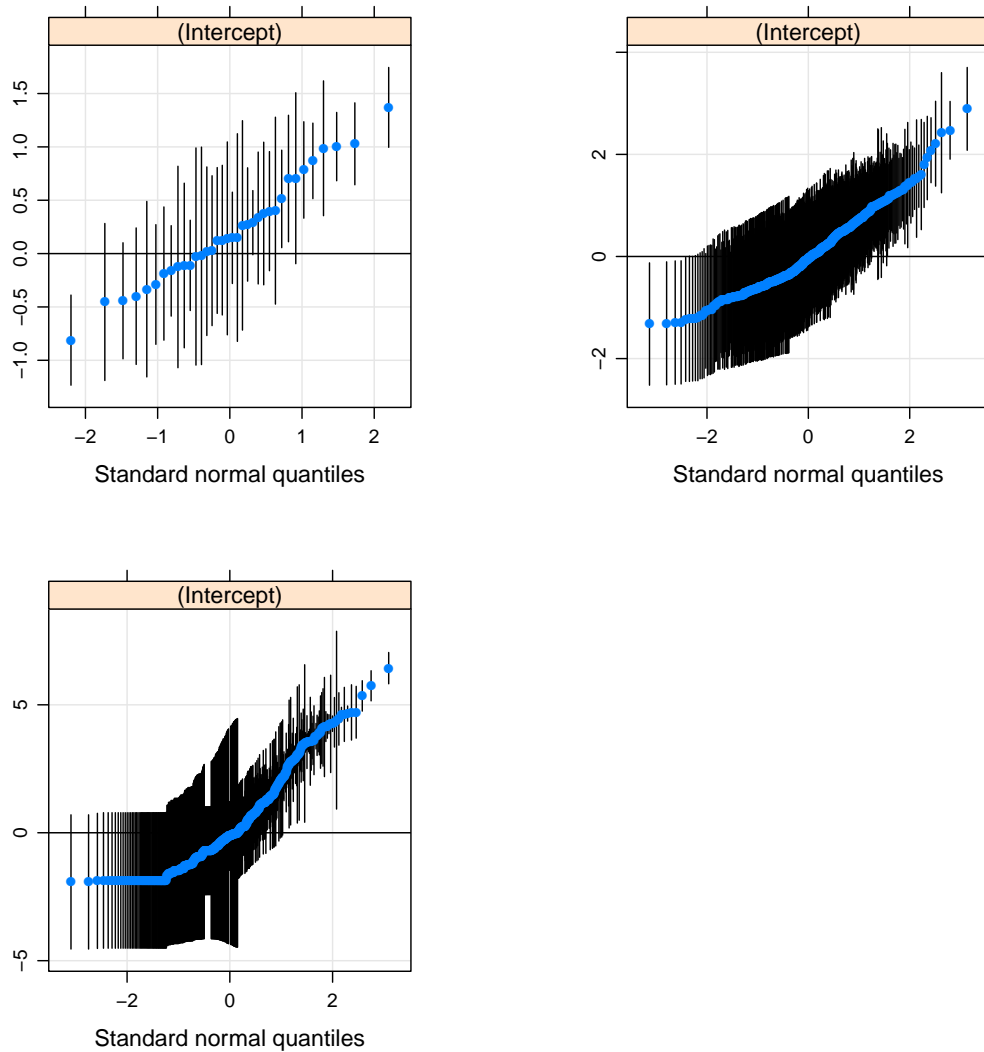 (Intercept)
1.5
1.0
0.5
0.0
−0.5
−1.0
−2 −1 0 1 2
Standard normal quantiles
(Intercept)
2
0
−2
−2 0 2
Standard normal quantiles
(Intercept)
5
0
−5
−2 0 2
Standard normal quantiles